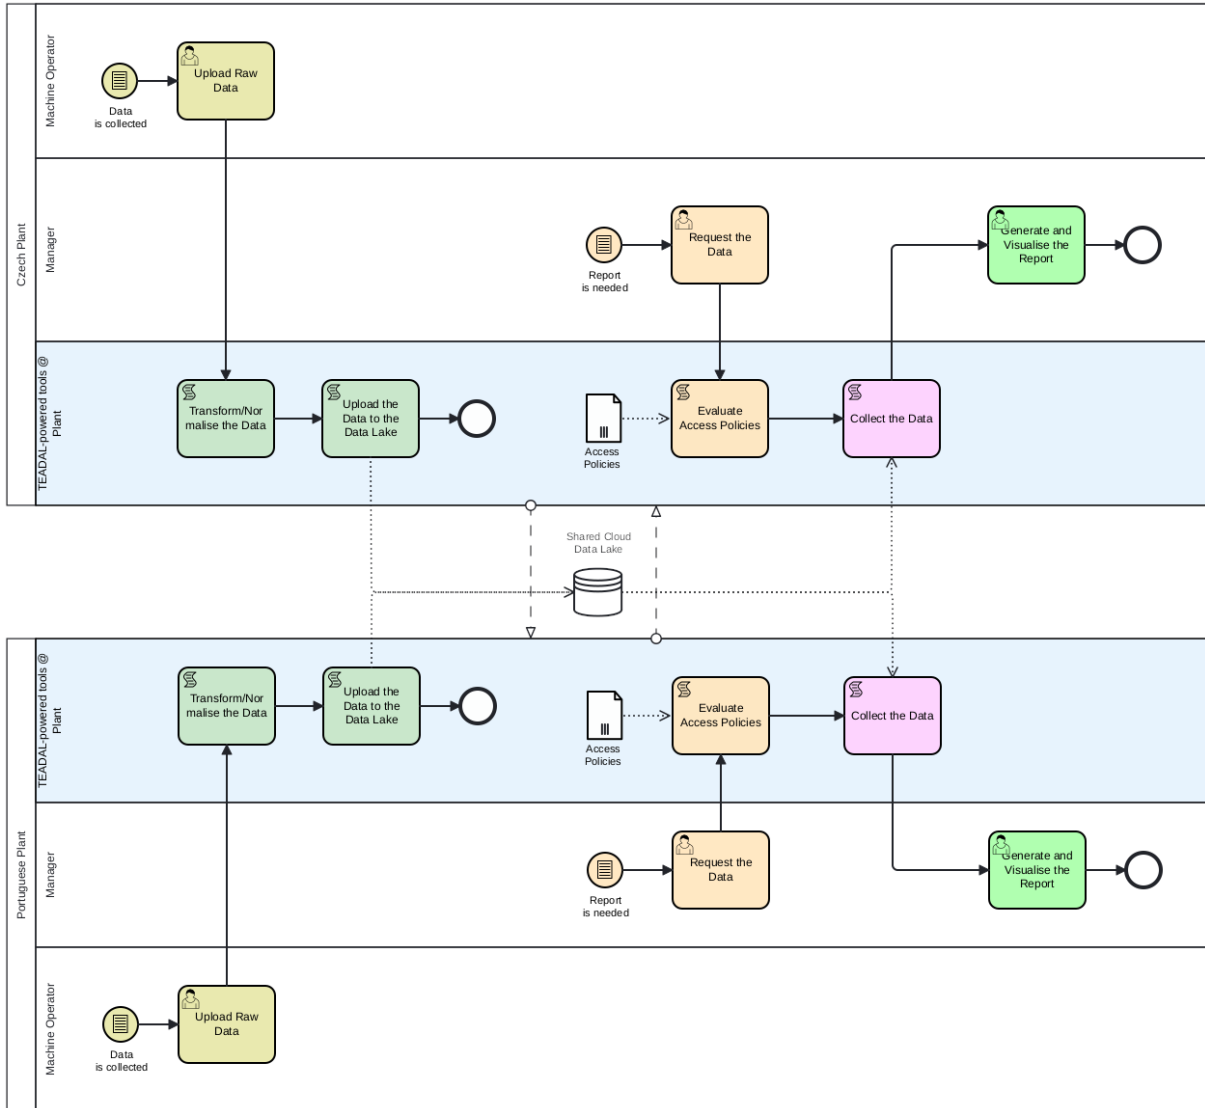 Czech Plant
Machine Operator
Data
is collected
Upload Raw
Data
Manager
Report
is needed
Request the
Data
Generate and
Visualise the
Report
TEADAL-powered tools @
Plant
Transform/Nor
malise the Data
Upload the
Data to the
Data Lake
Access
Policies
Evaluate
Access Policies
Collect the Data
Shared Cloud
Data Lake
Portuguese Plant
TEADAL-powered tools @
Plant
Transform/Nor
malise the Data
Upload the
Data to the
Data Lake
Access
Policies
Evaluate
Access Policies
Collect the Data
Manager
Report
is needed
Request the
Data
Generate and
Visualise the
Report
Machine Operator
Data
is collected
Upload Raw
Data